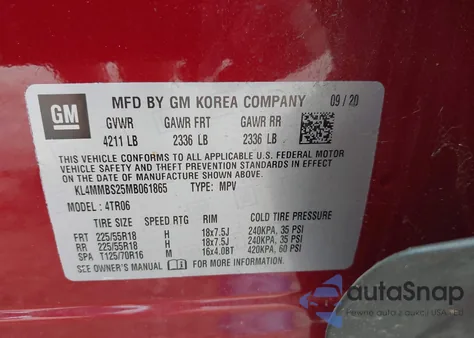 GM
MFD BY GM KOREA COMPANY 09 / 20
GVWR GAWR FRT GAWR RR
4211 LB 2336 LB 2336 LB
THIS VEHICLE CONFORMS TO ALL APPLICABLE U.S. FEDERAL MOTOR
VEHICLE SAFETY AND THEFT PREVENTION STANDARDS IN
EFFECT ON THE DATE OF MANUFACTURE SHOWN ABOVE.
KL4MMBS25MB061865 TYPE: MPV
MODEL: 4TR06
TIRE SIZE SPEED RTG RIM COLD TIRE PRESSURE
FRT 225/55R18 H 18x7.5J 240KPA, 35 PSI
RR 225/55R18 H 18x7.5J 240KPA, 35 PSI
SPA T125/70R16 M 16x4.0BT 420KPA, 60 PSI
SEE OWNER'S MANUAL FOR ADDITIONAL INFORMATION.
autoSnap